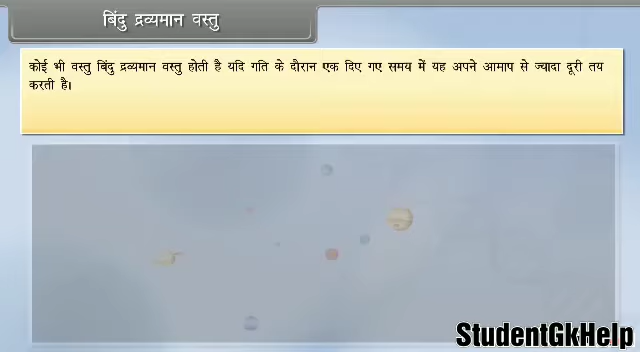 बिंदु द्रव्यमान वस्तु
कोई भी वस्तु बिंदु द्रव्यमान वस्तु होती है यदि गति के दौरान एक दिए गए समय में यह अपने आमाप से ज्यादा दूरी तय
करती है।
StudentGkHelp